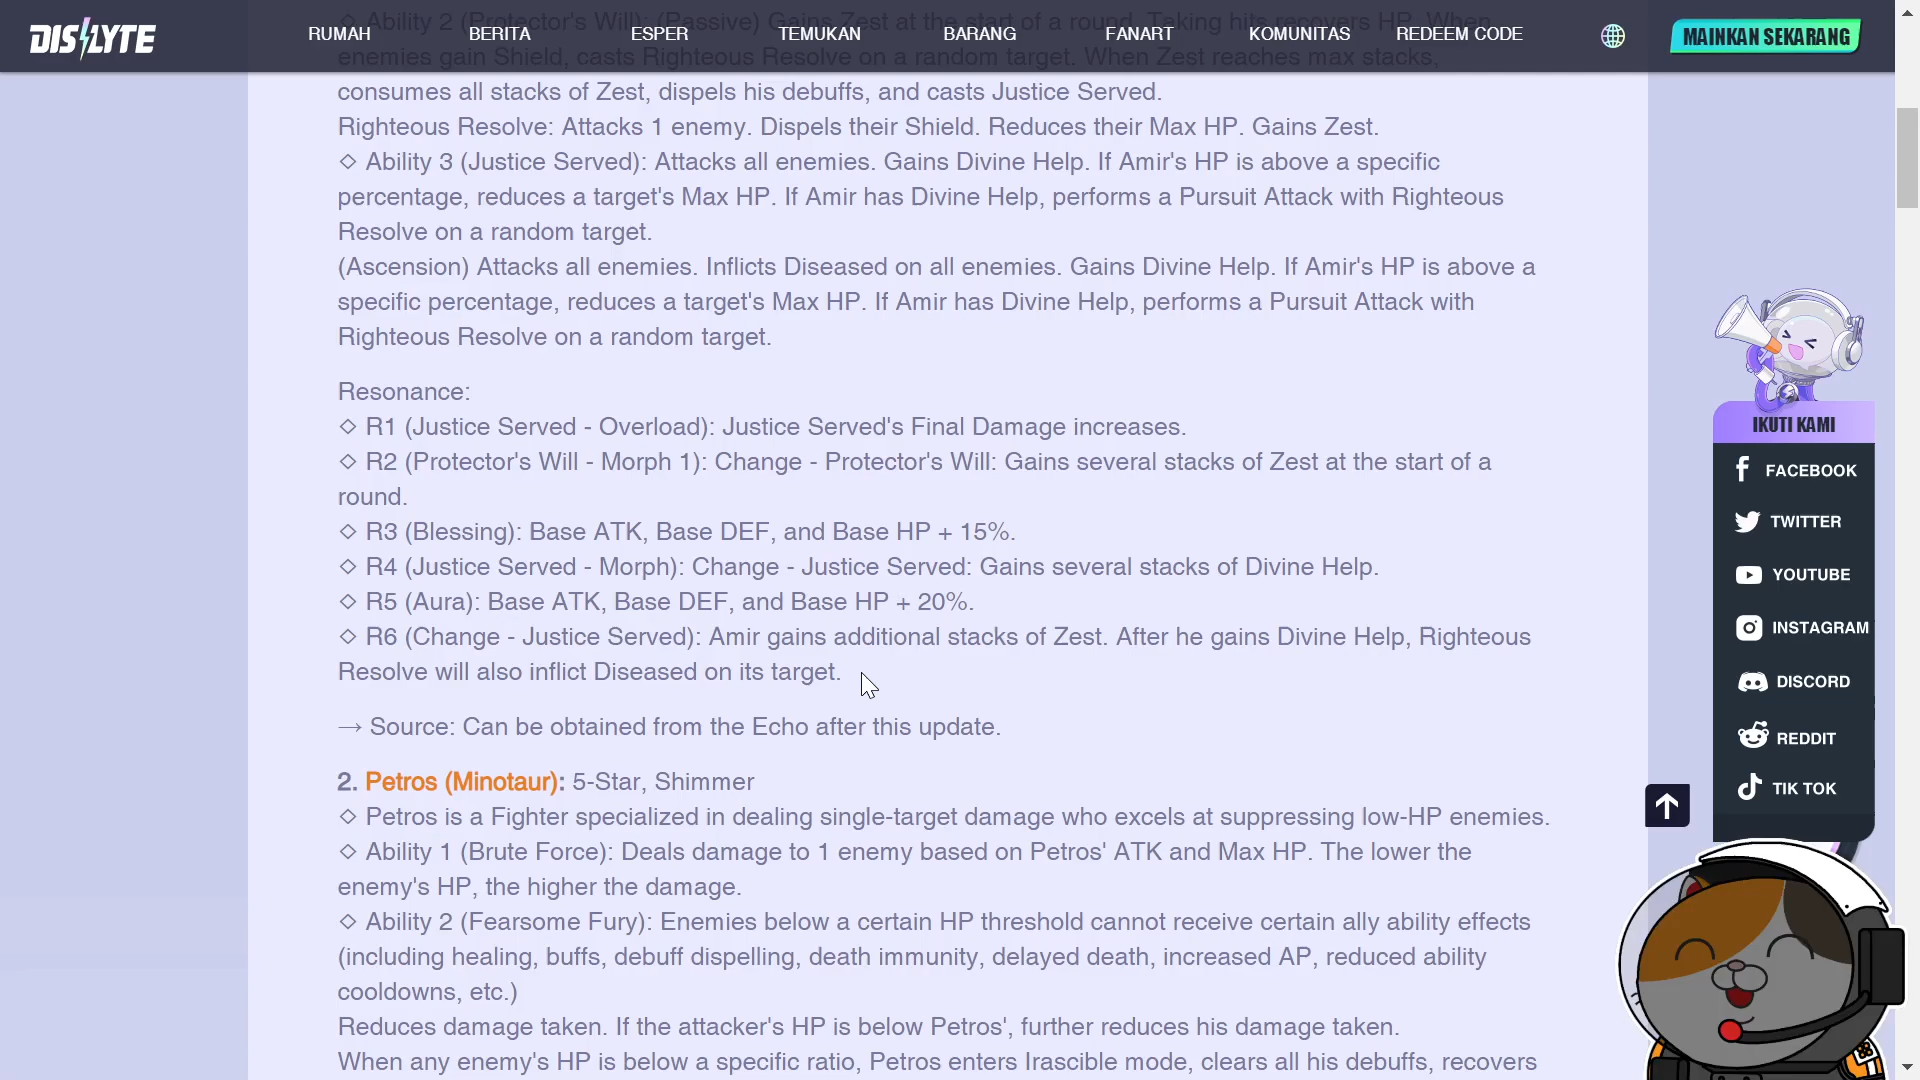 ◇ Ability 2 (Protector's Will): (Passive) Gains Zest at the start of a round. Taking hits recovers HP. When
DISLYTE
RUMAH
BERITA
ESPER
TEMUKAN
BARANG
FANART
KOMUNITAS
REDEEM CODE
MAINKAN SEKARANG
enemies gain Shield, casts Righteous Resolve on a random target. When Zest reaches max stacks,
consumes all stacks of Zest, dispels his debuffs, and casts Justice Served.
Righteous Resolve: Attacks 1 enemy. Dispels their Shield. Reduces their Max HP. Gains Zest.
◇ Ability 3 (Justice Served): Attacks all enemies. Gains Divine Help. If Amir's HP is above a specific
percentage, reduces a target's Max HP. If Amir has Divine Help, performs a Pursuit Attack with Righteous
Resolve on a random target.
(Ascension) Attacks all enemies. Inflicts Diseased on all enemies. Gains Divine Help. If Amir's HP is above a
specific percentage, reduces a target's Max HP. If Amir has Divine Help, performs a Pursuit Attack with
Righteous Resolve on a random target.
Resonance:
◇ R1 (Justice Served - Overload): Justice Served's Final Damage increases.
◇ R2 (Protector's Will - Morph 1): Change - Protector's Will: Gains several stacks of Zest at the start of a
round.
◇ R3 (Blessing): Base ATK, Base DEF, and Base HP + 15%.
◇ R4 (Justice Served - Morph): Change - Justice Served: Gains several stacks of Divine Help.
◇ R5 (Aura): Base ATK, Base DEF, and Base HP + 20%.
◇ R6 (Change - Justice Served): Amir gains additional stacks of Zest. After he gains Divine Help, Righteous
Resolve will also inflict Diseased on its target.
→ Source: Can be obtained from the Echo after this update.
2. Petros (Minotaur): 5-Star, Shimmer
◇ Petros is a Fighter specialized in dealing single-target damage who excels at suppressing low-HP enemies.
◇ Ability 1 (Brute Force): Deals damage to 1 enemy based on Petros' ATK and Max HP. The lower the
enemy's HP, the higher the damage.
◇ Ability 2 (Fearsome Fury): Enemies below a certain HP threshold cannot receive certain ally ability effects
(including healing, buffs, debuff dispelling, death immunity, delayed death, increased AP, reduced ability
cooldowns, etc.)
Reduces damage taken. If the attacker's HP is below Petros', further reduces his damage taken.
When any enemy's HP is below a specific ratio, Petros enters Irascible mode, clears all his debuffs, recovers
IKUTI KAMI
FACEBOOK
TWITTER
YOUTUBE
INSTAGRAM
DISCORD
REDDIT
TIK TOK